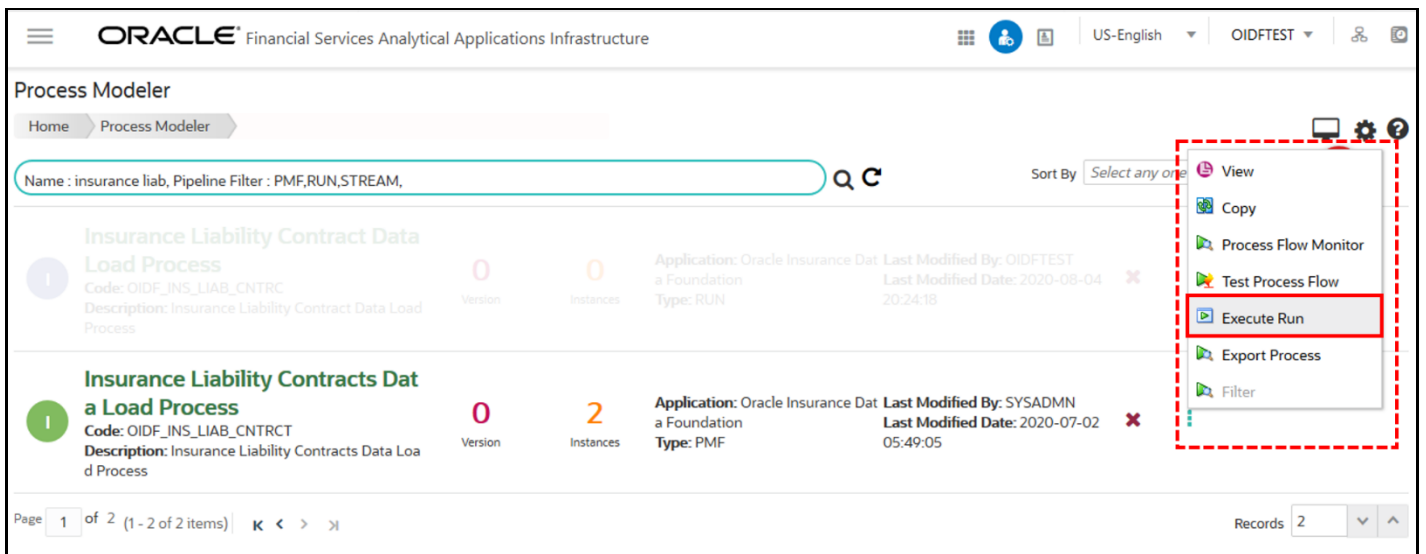 ORACLE Financial Services Analytical Applications Infrastructure
US-English
OIDFTEST
Process Modeler
Home
Process Modeler
Name : insurance liab, Pipeline Filter : PMF,RUN,STREAM,
Sort By
Select any one
View
Copy
Process Flow Monitor
Test Process Flow
Execute Run
Export Process
Filter
I
Insurance Liability Contract Data
Load Process
Code: OIDF_INS_LIAB_CNTRC
Description: Insurance Liability Contract Data Load
Process
0
Version
0
Instances
Application: Oracle Insurance Dat
a Foundation
Type: RUN
Last Modified By: OIDFTEST
Last Modified Date: 2020-08-04
20:24:18
I
Insurance Liability Contracts Dat
a Load Process
Code: OIDF_INS_LIAB_CNTRCT
Description: Insurance Liability Contracts Data Loa
d Process
0
Version
2
Instances
Application: Oracle Insurance Dat
a Foundation
Type: PMF
Last Modified By: SYSADMN
Last Modified Date: 2020-07-02
05:49:05
Page 1 of 2 (1 - 2 of 2 items)
Records 2